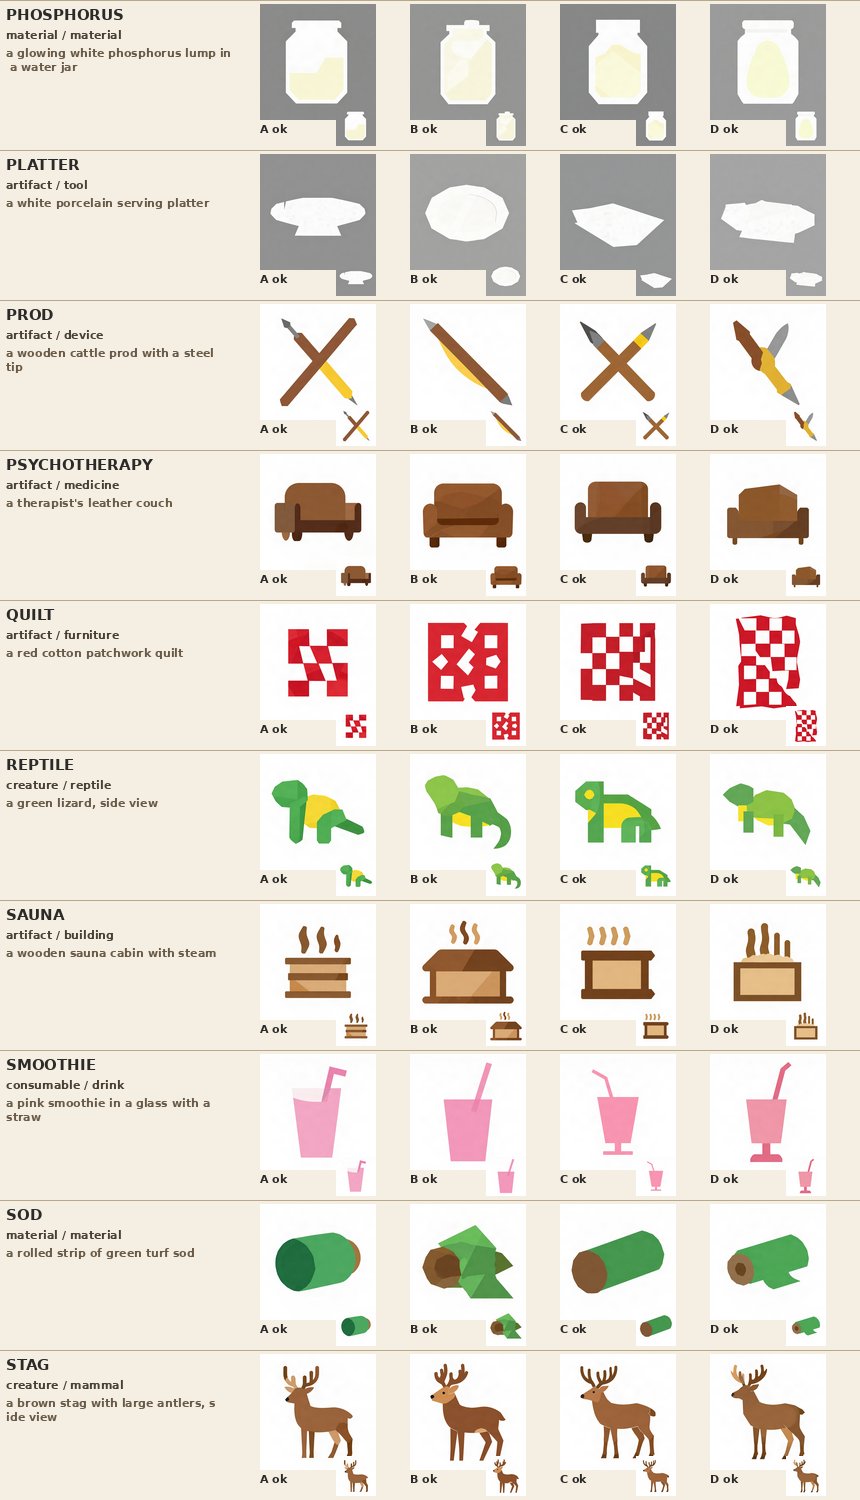 PHOSPHORUS
material / material
a glowing white phosphorus lump in
a water jar
A ok
B ok
C ok
D ok
PLATTER
artifact / tool
a white porcelain serving platter
A ok
B ok
C ok
D ok
PROD
artifact / device
a wooden cattle prod with a steel
tip
A ok
B ok
C ok
D ok
PSYCHOTHERAPY
artifact / medicine
a therapist's leather couch
A ok
B ok
C ok
D ok
QUILT
artifact / furniture
a red cotton patchwork quilt
A ok
B ok
C ok
D ok
REPTILE
creature / reptile
a green lizard, side view
A ok
B ok
C ok
D ok
SAUNA
artifact / building
a wooden sauna cabin with steam
A ok
B ok
C ok
D ok
SMOOTHIE
consumable / drink
a pink smoothie in a glass with a
straw
A ok
B ok
C ok
D ok
SOD
material / material
a rolled strip of green turf sod
A ok
B ok
C ok
D ok
STAG
creature / mammal
a brown stag with large antlers, s
ide view
A ok
B ok
C ok
D ok